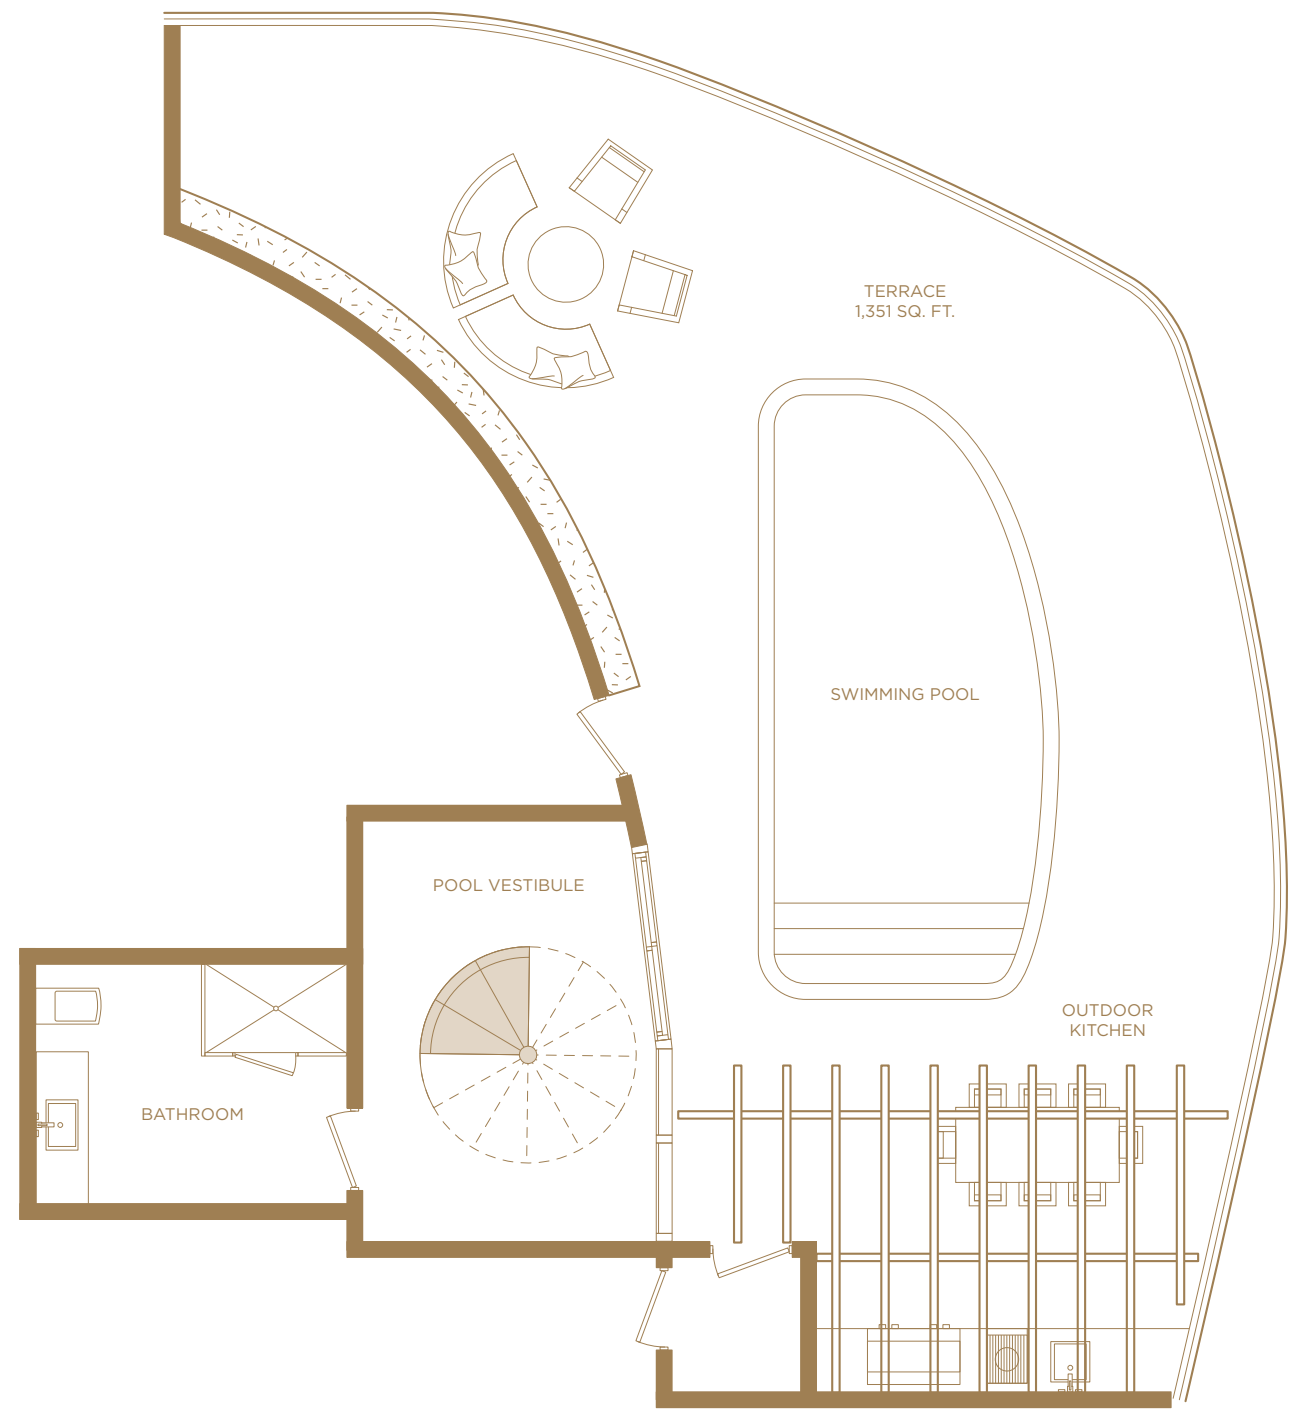 TERRACE
1,351 SQ. FT.
SWIMMING POOL
POOL VESTIBULE
OUTDOOR
KITCHEN
BATHROOM